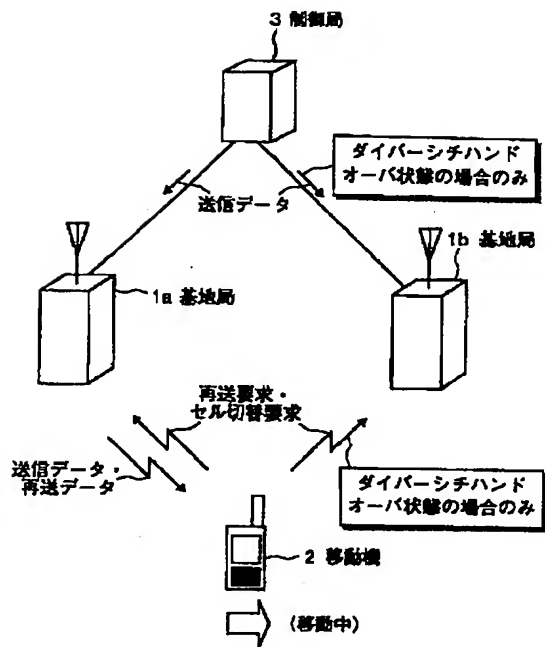 3 制御局
ダイバーシチハンド
オーバ状態の場合のみ
送信データ
1b 基地局
1a 基地局
再送要求・
セル切替要求
送信データ・
再送データ
ダイバーシチハンド
オーバ状態の場合のみ
2 移動機
(移動中)